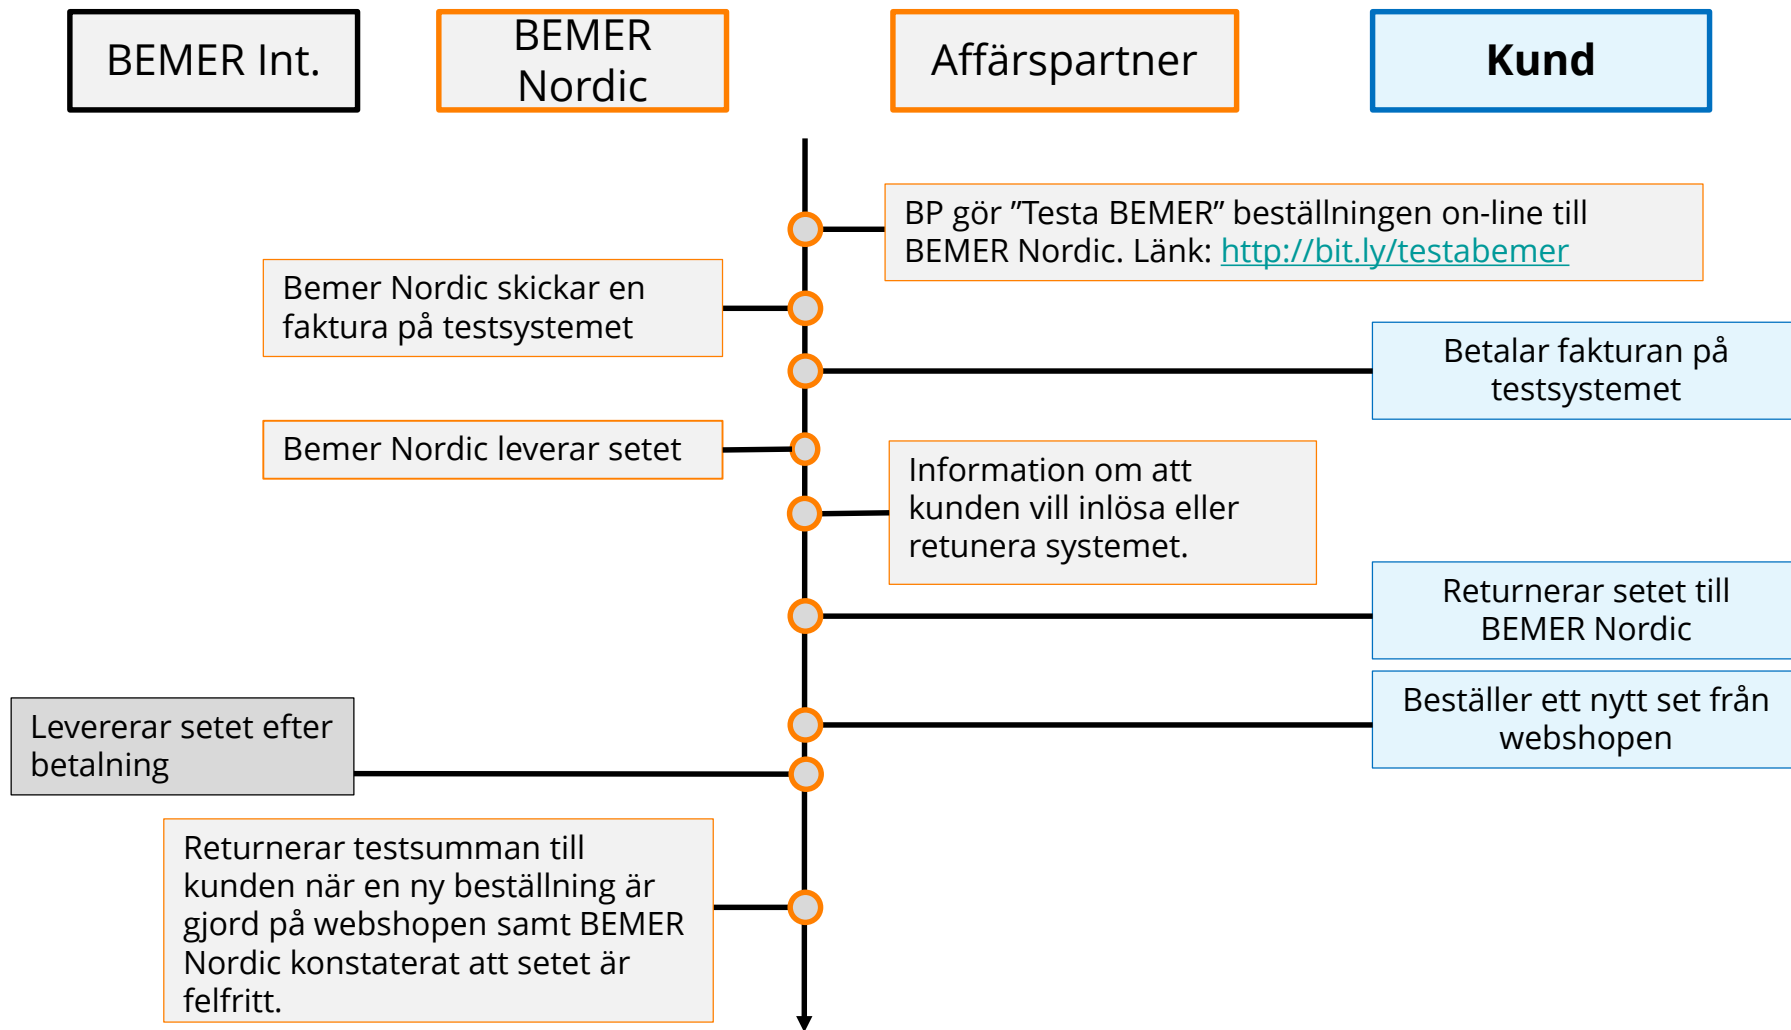 BEMER Int.
BEMER
Nordic
Affärspartner
Kund
BP gör ”Testa BEMER” beställningen on-line till
BEMER Nordic. Länk: http://bit.ly/testabemer
Bemer Nordic skickar en
faktura på testsystemet
Betalar fakturan på
testsystemet
Bemer Nordic leverar setet
Information om att
kunden vill inlösa eller
retunera systemet.
Returnerar setet till
BEMER Nordic
Beställer ett nytt set från
webshopen
Levererar setet efter
betalning
Returnerar testsumman till
kunden när en ny beställning är
gjord på webshopen samt BEMER
Nordic konstaterat att setet är
felfritt.